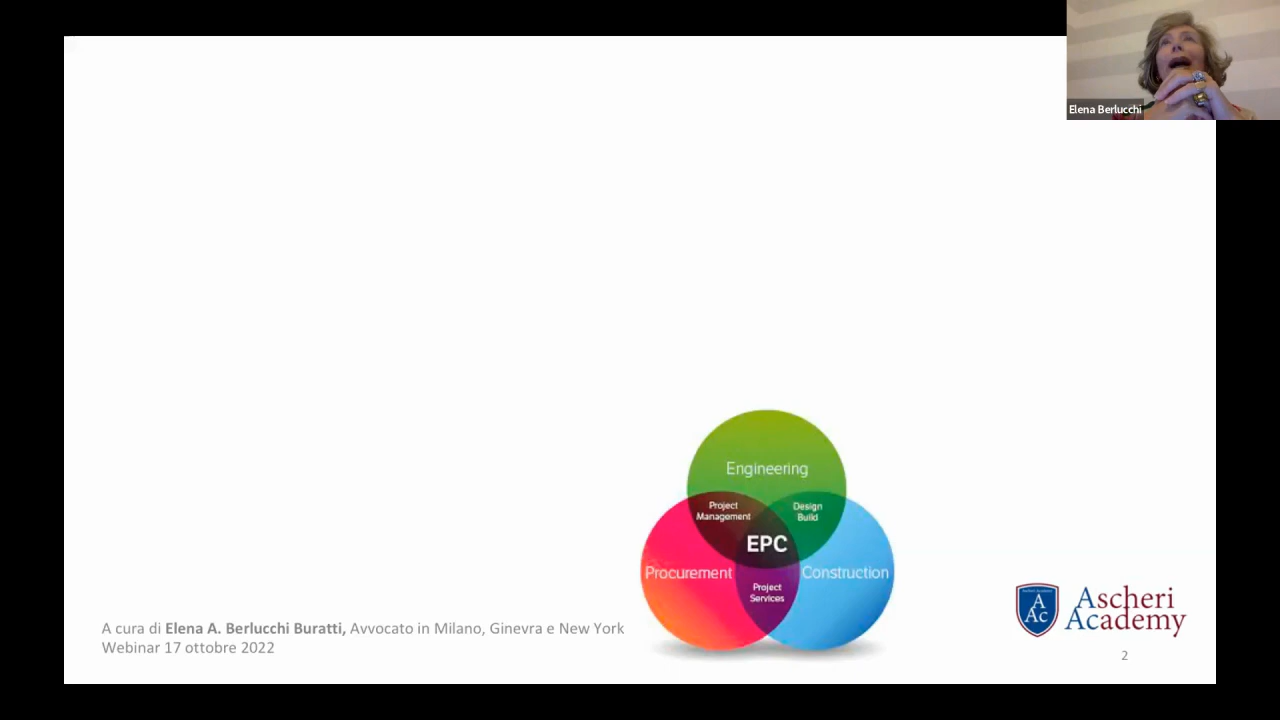 Elena Berlucchi
Engineering
Project
Management
Design
Build
EPC
Procurement
Construction
Project
Services
A cura di Elena A. Berlucchi Buratti, Avvocato in Milano, Ginevra e New York
Webinar 17 ottobre 2022
A
Ac
Ascheri
Academy
2